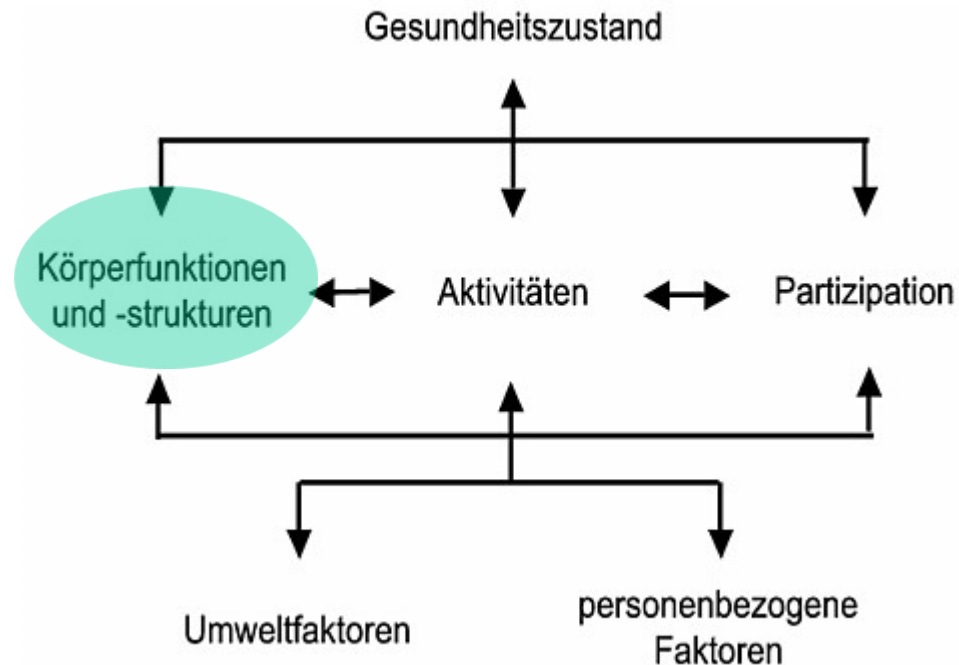 Gesundheitszustand
Körperfunktionen
und -strukturen
Aktivitäten
Partizipation
Umweltfaktoren
personenbezogene
Faktoren